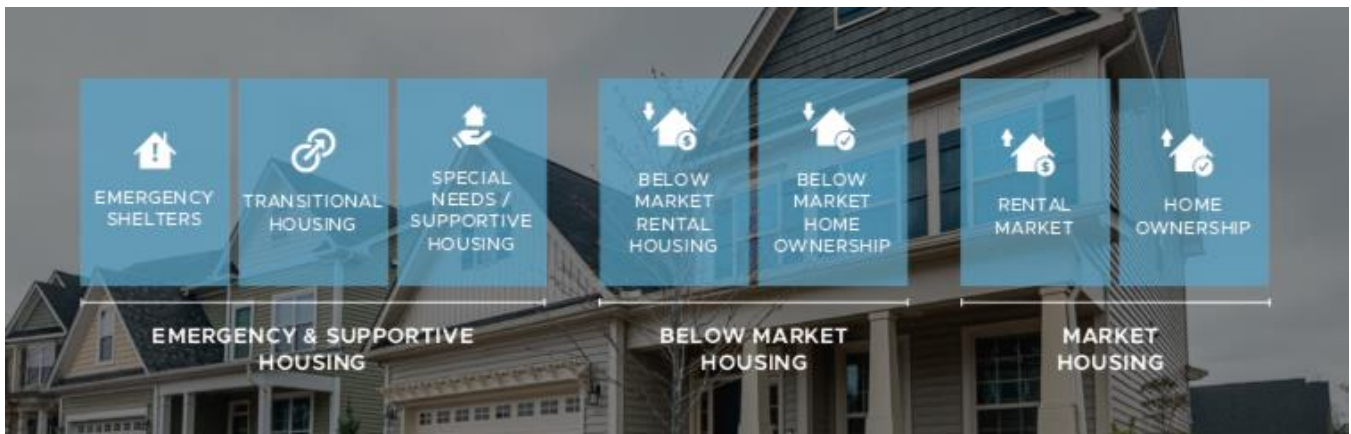 EMERGENCY
SHELTERS
TRANSITIONAL
HOUSING
SPECIAL
NEEDS /
SUPPORTIVE
HOUSING
BELOW
MARKET
RENTAL
HOUSING
BELOW
MARKET
HOME
OWNERSHIP
RENTAL
MARKET
HOME
OWNERSHIP
EMERGENCY & SUPPORTIVE
HOUSING
BELOW MARKET
HOUSING
MARKET
HOUSING